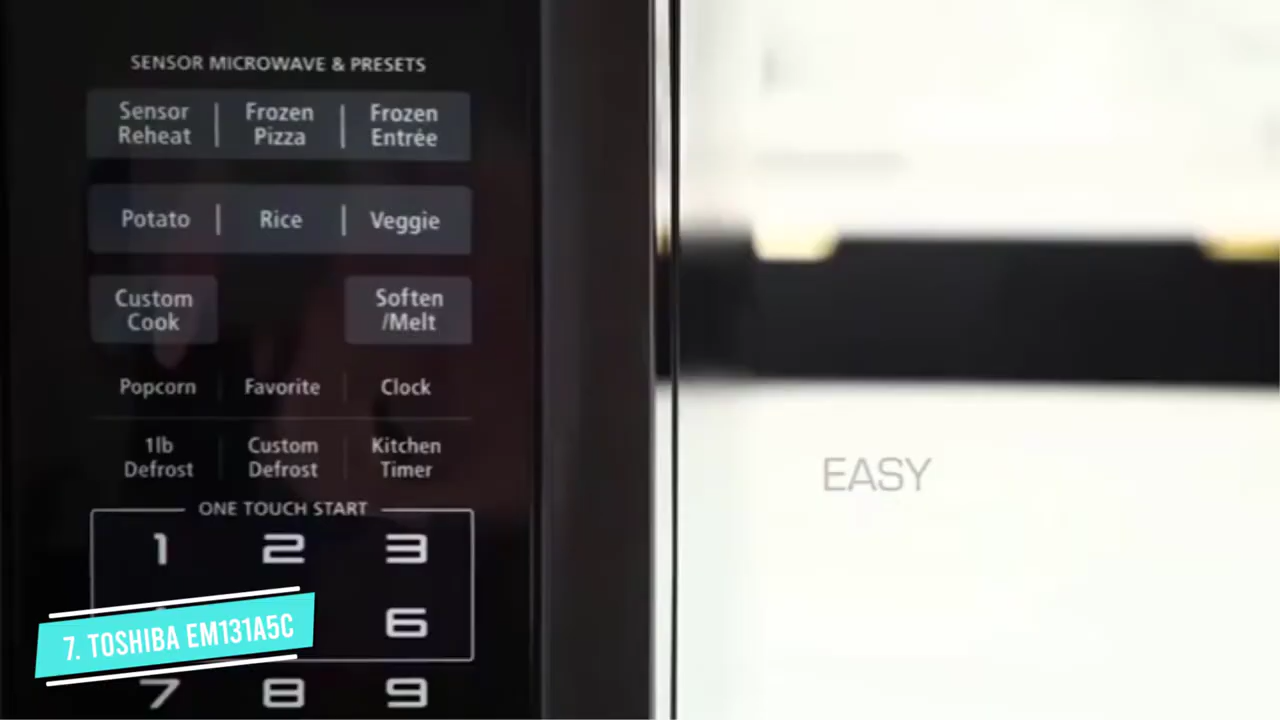 SENSOR MICROWAVE & PRESETS
Sensor Reheat
Frozen Pizza
Frozen Entrée
Potato
Rice
Veggie
Custom Cook
Soften /Melt
Popcorn
Favorite
Clock
1lb Defrost
Custom Defrost
Kitchen Timer
ONE TOUCH START
1 2 3
6
7 8 9
7. TOSHIBA EM131A5C
EASY